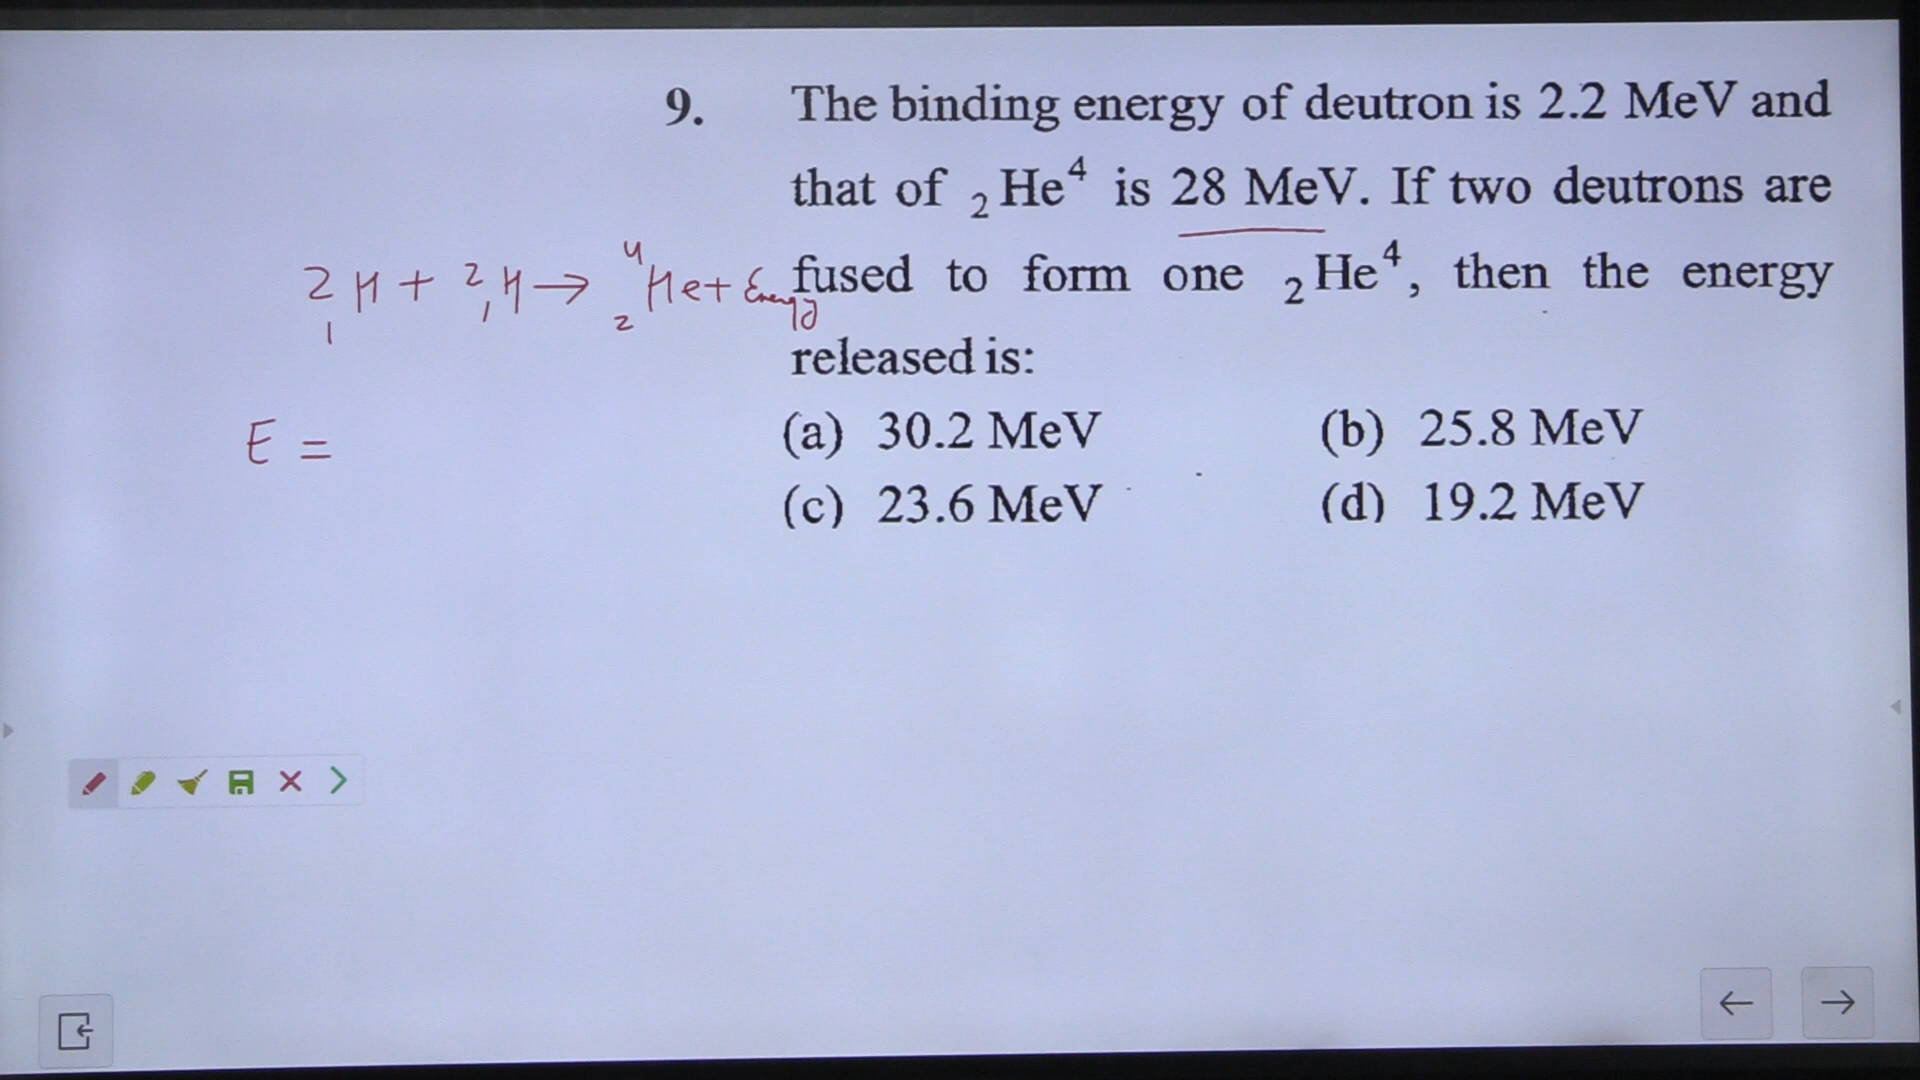 9. The binding energy of deutron is 2.2 MeV and
that of ₂He⁴ is 28 MeV. If two deutrons are
fused to form one ₂He⁴, then the energy
released is:
(a) 30.2 MeV (b) 25.8 MeV
(c) 23.6 MeV (d) 19.2 MeV
²₁H + ²₁H → ⁴₂He + Energy
E =